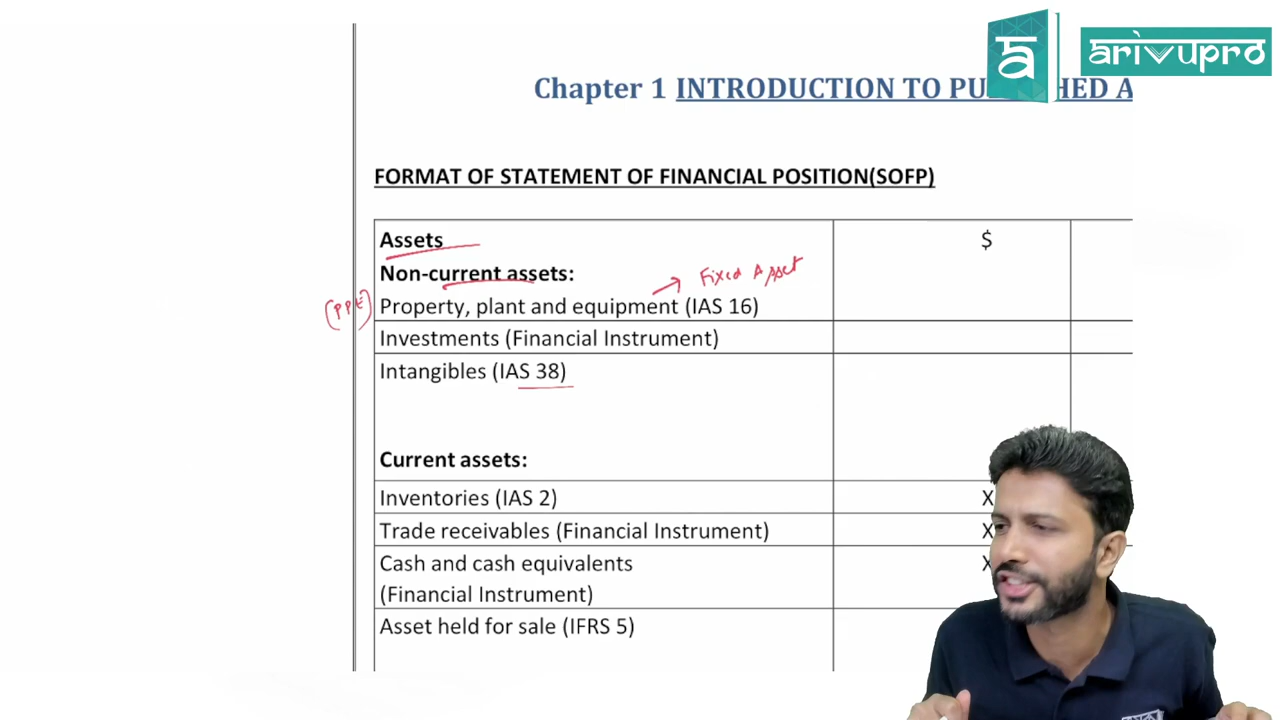 arivupro
Chapter 1 INTRODUCTION TO PU HED A
FORMAT OF STATEMENT OF FINANCIAL POSITION(SOFP)
Assets
$
Non-current assets:
Fixed Asset
(PPE)
Property, plant and equipment (IAS 16)
Investments (Financial Instrument)
Intangibles (IAS 38)
Current assets:
Inventories (IAS 2)
X
Trade receivables (Financial Instrument)
X
Cash and cash equivalents
X
(Financial Instrument)
Asset held for sale (IFRS 5)